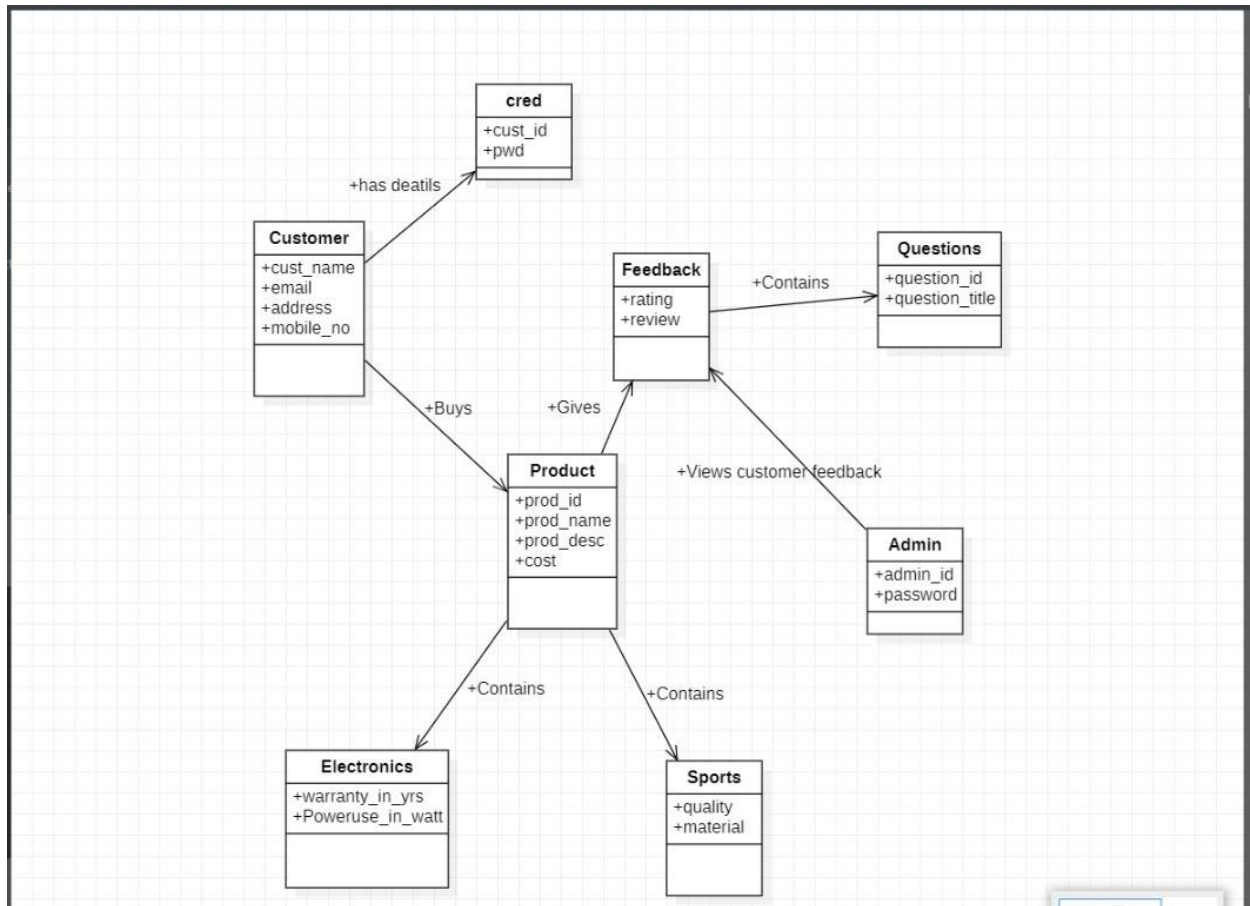 cred
+cust_id
+pwd
+has deatils
Customer
+cust_name
+email
+address
+mobile_no
Feedback
+rating
+review
+Contains
Questions
+question_id
+question_title
+Buys
+Gives
+Views customer feedback
Product
+prod_id
+prod_name
+prod_desc
+cost
Admin
+admin_id
+password
+Contains
+Contains
Electronics
+warranty_in_yrs
+Poweruse_in_watt
Sports
+quality
+material